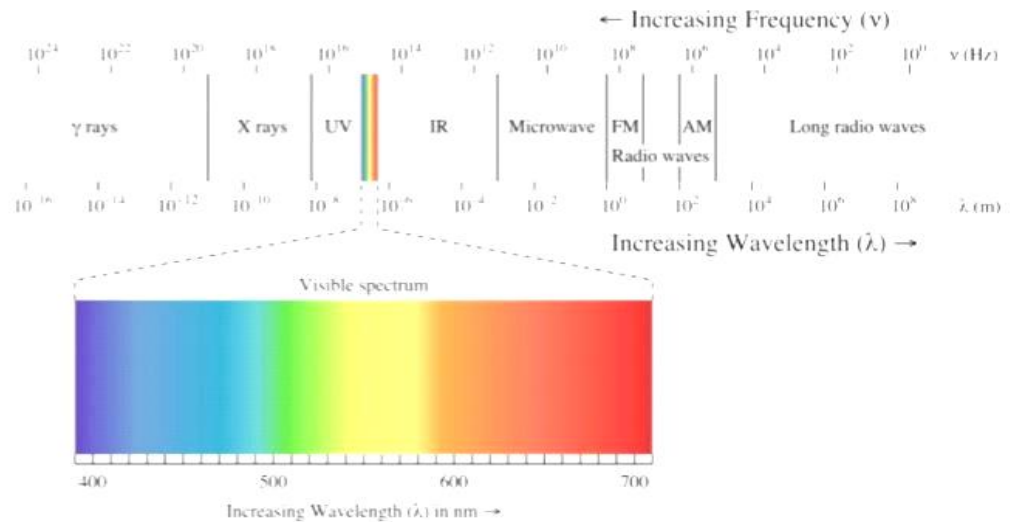 ← Increasing Frequency (ν)
10²⁴ 10²² 10²⁰ 10¹⁸ 10¹⁶ 10¹⁴ 10¹² 10¹⁰ 10⁸ 10⁶ 10⁴ 10² 10⁰ ν (Hz)
γ rays X rays UV IR Microwave FM AM Long radio waves
Radio waves
10⁻¹⁶ 10⁻¹⁴ 10⁻¹² 10⁻¹⁰ 10⁻⁸ 10⁻⁶ 10⁻⁴ 10⁻² 10⁰ 10² 10⁴ 10⁶ 10⁸ λ (m)
Increasing Wavelength (λ) →
Visible spectrum
400 500 600 700
Increasing Wavelength (λ) in nm →